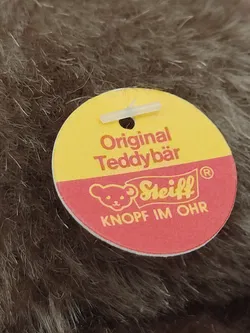 Original
Teddybär
Steiff ®
KNOPF IM OHR